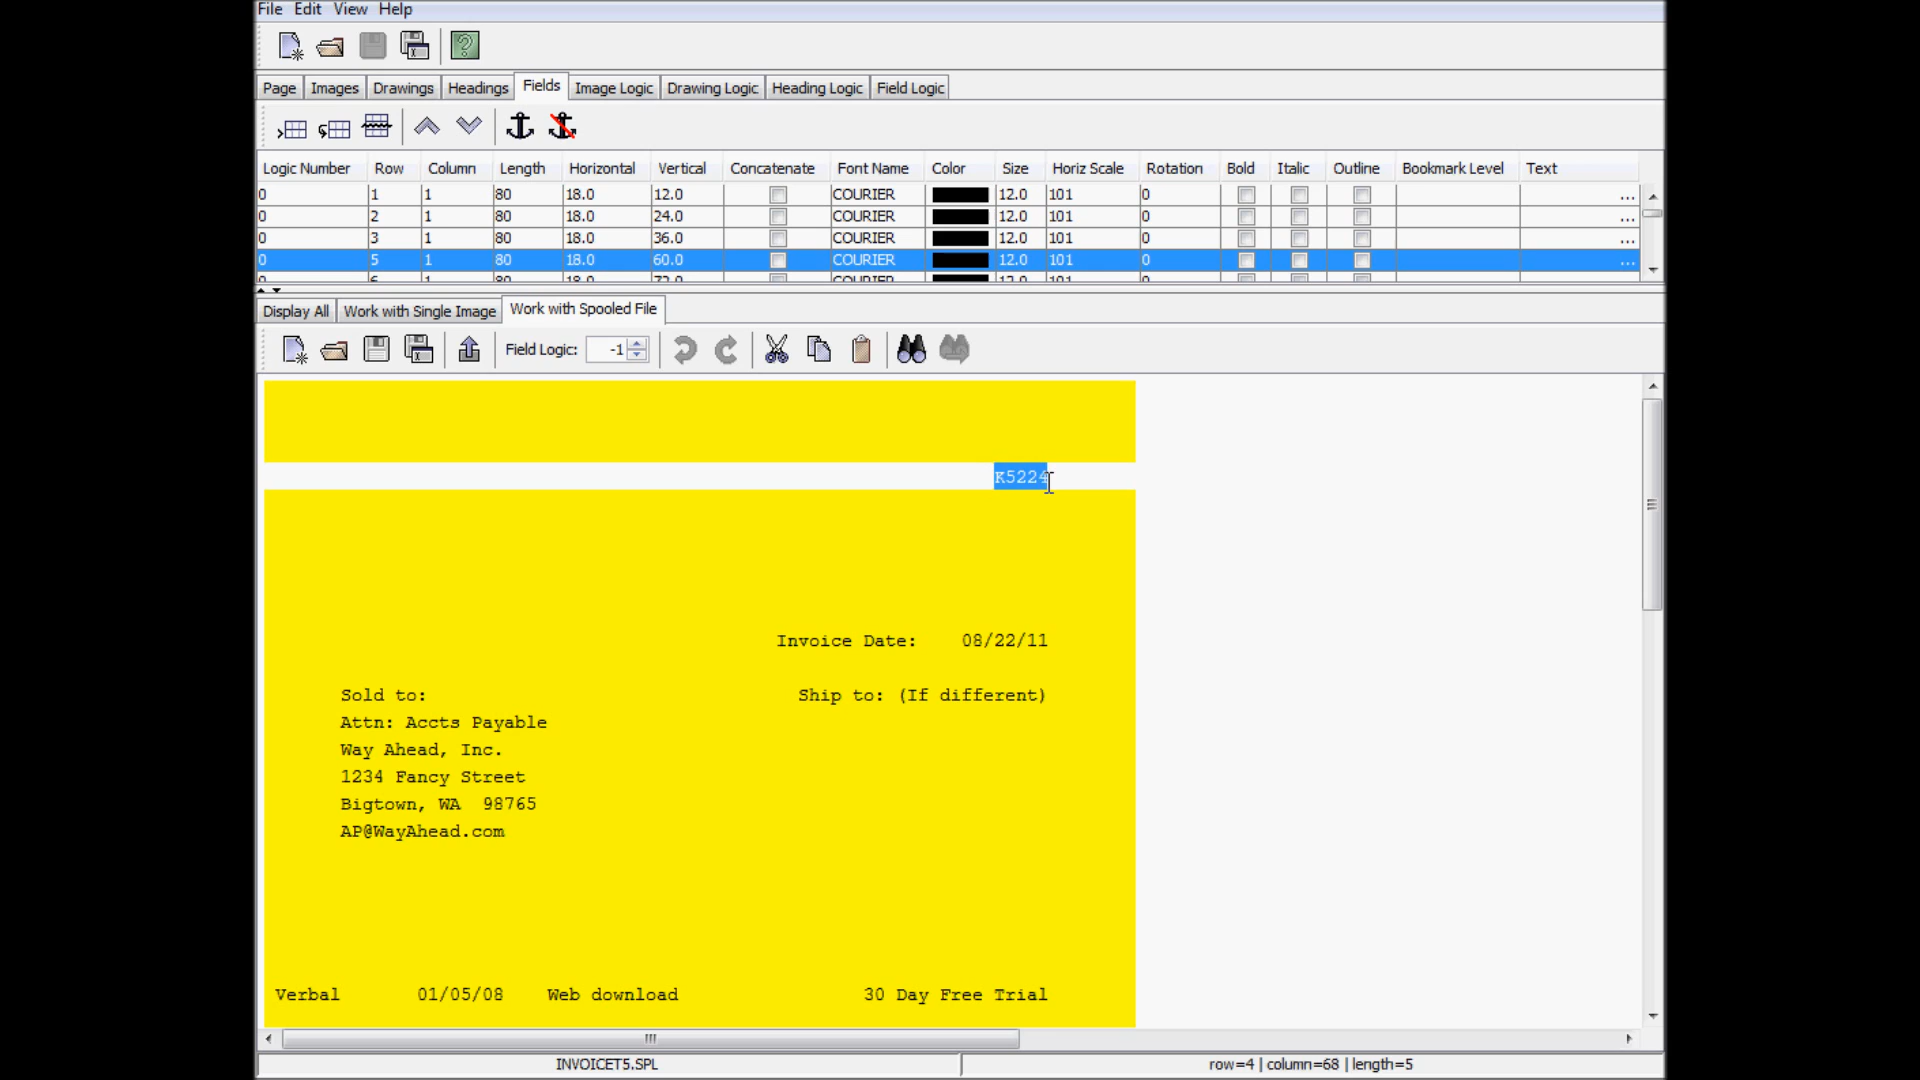 File Edit View Help
Page Images Drawings Headings Fields Image Logic Drawing Logic Heading Logic Field Logic
Logic Number Row Column Length Horizontal Vertical Concatenate Font Name Color Size Horiz Scale Rotation Bold Italic Outline Bookmark Level Text
0 1 1 80 18.0 12.0 COURIER 12.0 101 0 ...
0 2 1 80 18.0 24.0 COURIER 12.0 101 0 ...
0 3 1 80 18.0 36.0 COURIER 12.0 101 0 ...
0 5 1 80 18.0 60.0 COURIER 12.0 101 0 ...
Display All Work with Single Image Work with Spooled File
Field Logic: -1
K5224
Invoice Date: 08/22/11
Sold to: Ship to: (If different)
Attn: Accts Payable
Way Ahead, Inc.
1234 Fancy Street
Bigtown, WA 98765
AP@WayAhead.com
Verbal 01/05/08 Web download 30 Day Free Trial
INVOICET5.SPL row=4 | column=68 | length=5